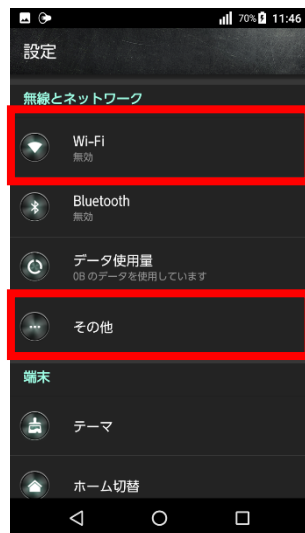 70% 11:46
設定
無線とネットワーク
Wi-Fi
無効
Bluetooth
無効
データ使用量
0B のデータを使用しています
その他
端末
テーマ
ホーム切替